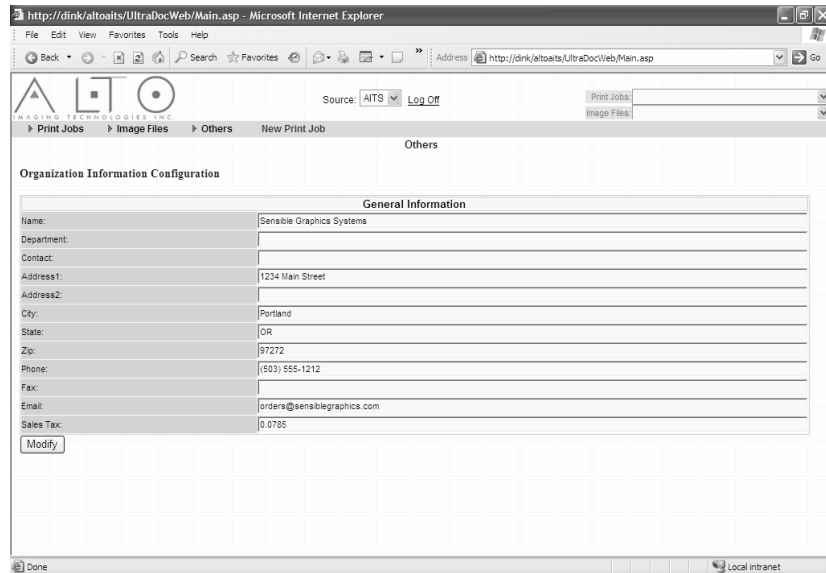 http://dink/altoaits/UltraDocWeb/Main.asp - Microsoft Internet Explorer
File Edit View Favorites Tools Help
Back Search Favorites » Address http://dink/altoaits/UltraDocWeb/Main.asp Go
ALTO
IMAGING TECHNOLOGIES INC.
Source: AITS Log Off
Print Jobs:
Image Files:
Print Jobs Image Files Others New Print Job
Others
Organization Information Configuration
General Information
Name: Sensible Graphics Systems
Department:
Contact:
Address1: 1234 Main Street
Address2:
City: Portland
State: OR
Zip: 97272
Phone: (503) 555-1212
Fax:
Email: orders@sensiblegraphics.com
Sales Tax: 0.0785
Modify
Done Local intranet